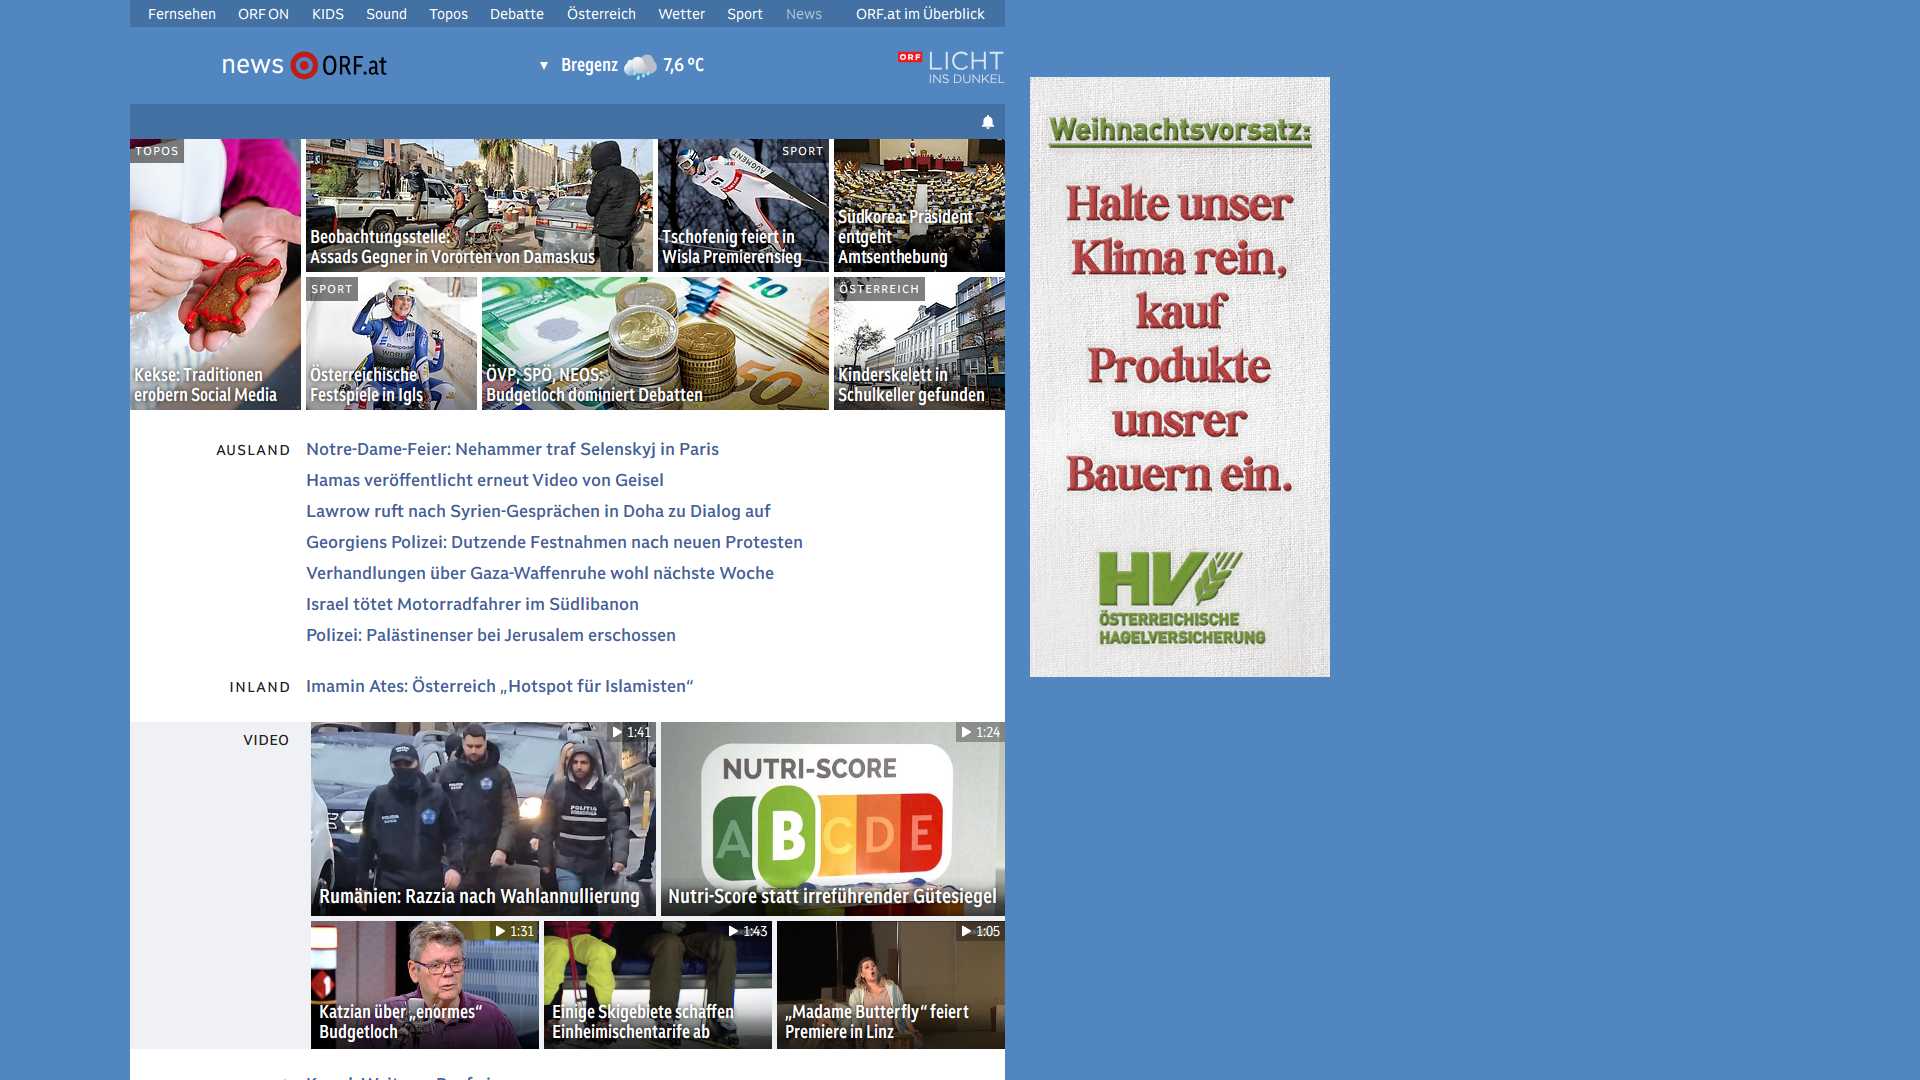 Fernsehen ORF ON KIDS Sound Topos Debatte Österreich Wetter Sport News ORF.at im Überblick
news ORF.at
▼ Bregenz 7,6 °C
ORF LICHT
INS DUNKEL
TOPOS
Kekse: Traditionen
erobern Social Media
Beobachtungsstelle:
Assads Gegner in Vororten von Damaskus
SPORT
AUGMENT
Tschofenig feiert in
Wisla Premierensieg
Südkorea: Präsident
entgeht
Amtsenthebung
SPORT
Österreichische
Festspiele in Igls
ÖVP, SPÖ, NEOS:
Budgetloch dominiert Debatten
ÖSTERREICH
Kinderskelett in
Schulkeller gefunden
AUSLAND
Notre-Dame-Feier: Nehammer traf Selenskyj in Paris
Hamas veröffentlicht erneut Video von Geisel
Lawrow ruft nach Syrien-Gesprächen in Doha zu Dialog auf
Georgiens Polizei: Dutzende Festnahmen nach neuen Protesten
Verhandlungen über Gaza-Waffenruhe wohl nächste Woche
Israel tötet Motorradfahrer im Südlibanon
Polizei: Palästinenser bei Jerusalem erschossen
INLAND
Imamin Ates: Österreich „Hotspot für Islamisten“
VIDEO
1:41
Rumänien: Razzia nach Wahlannullierung
1:24
NUTRI-SCORE
A B C D E
Nutri-Score statt irreführender Gütesiegel
1:31
Katzian über „enormes“
Budgetloch
1:43
Einige Skigebiete schaffen
Einheimischentarife ab
1:05
„Madame Butterfly“ feiert
Premiere in Linz
Weihnachtsvorsatz:
Halte unser
Klima rein,
kauf
Produkte
unsrer
Bauern ein.
HV
ÖSTERREICHISCHE
HAGELVERSICHERUNG